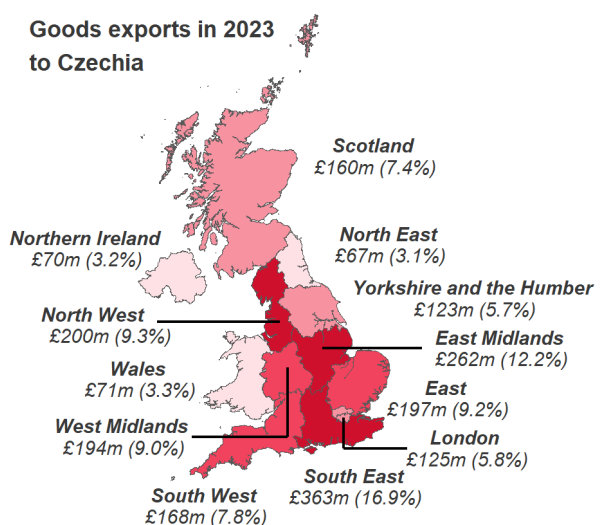 Goods exports in 2023
to Czechia
Scotland
£160m (7.4%)
Northern Ireland
£70m (3.2%)
North East
£67m (3.1%)
Yorkshire and the Humber
£123m (5.7%)
North West
£200m (9.3%)
East Midlands
£262m (12.2%)
Wales
£71m (3.3%)
East
£197m (9.2%)
West Midlands
£194m (9.0%)
London
£125m (5.8%)
South East
£363m (16.9%)
South West
£168m (7.8%)